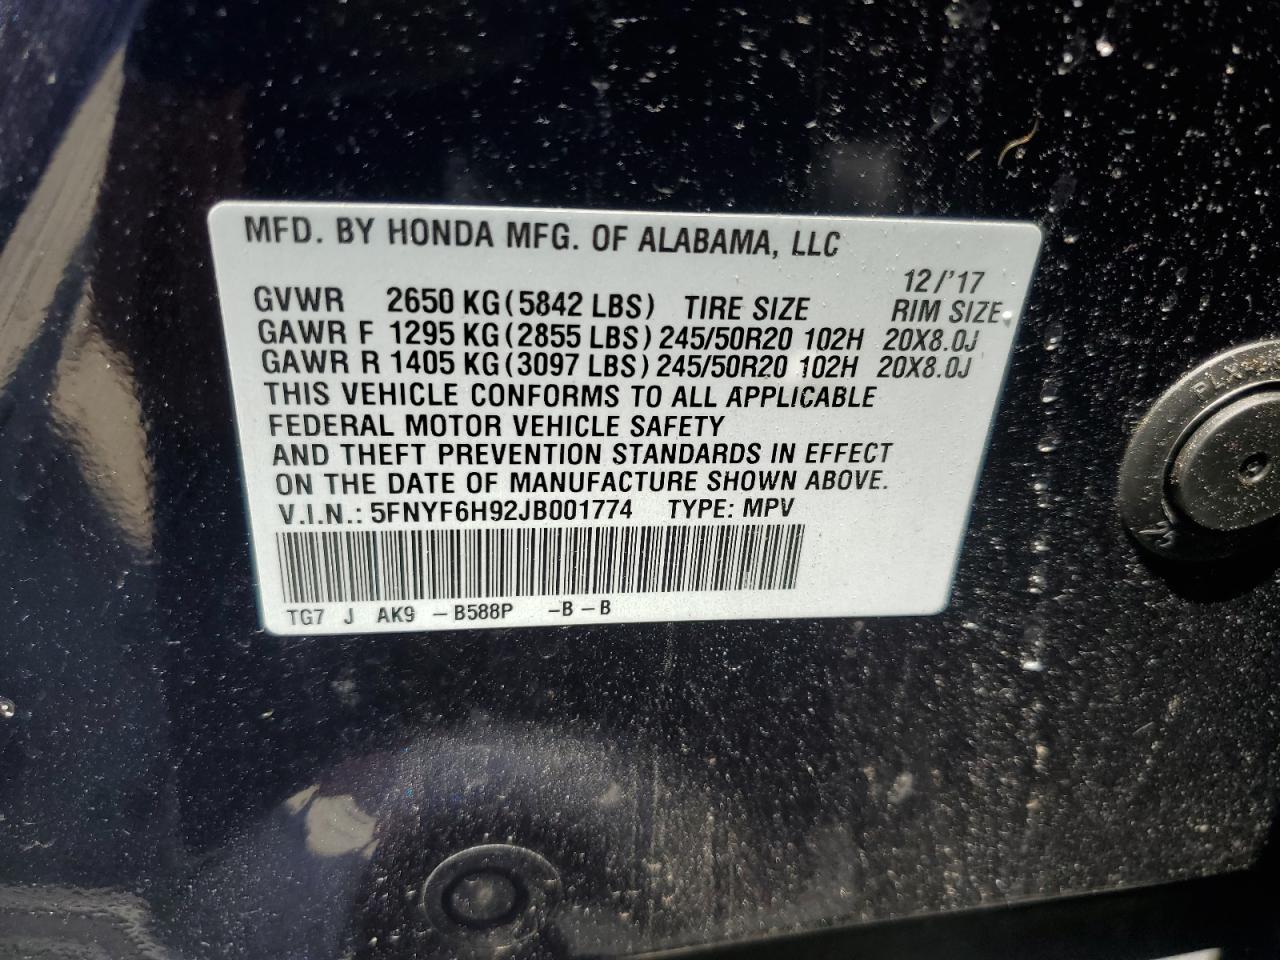 MFD. BY HONDA MFG. OF ALABAMA, LLC
12/'17
GVWR 2650 KG (5842 LBS) TIRE SIZE RIM SIZE
GAWR F 1295 KG (2855 LBS) 245/50R20 102H 20X8.0J
GAWR R 1405 KG (3097 LBS) 245/50R20 102H 20X8.0J
THIS VEHICLE CONFORMS TO ALL APPLICABLE
FEDERAL MOTOR VEHICLE SAFETY
AND THEFT PREVENTION STANDARDS IN EFFECT
ON THE DATE OF MANUFACTURE SHOWN ABOVE.
V.I.N.: 5FNYF6H92JB001774 TYPE: MPV
TG7 J AK9 -B588P -B-B